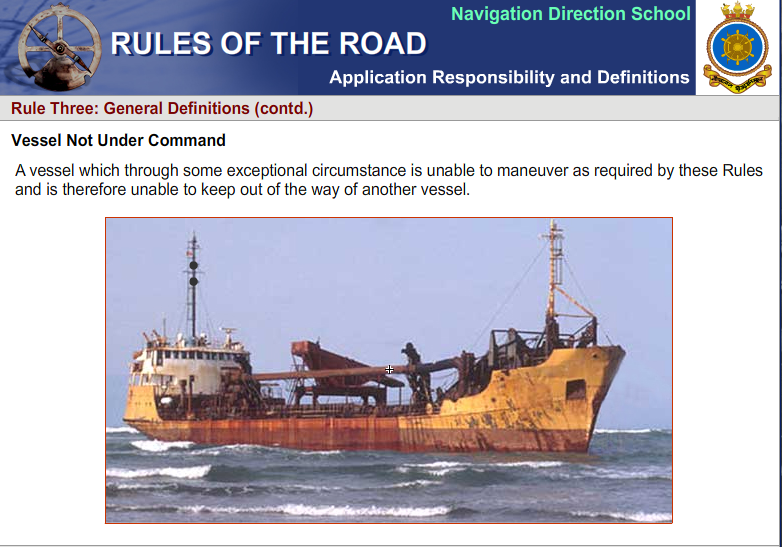 Navigation Direction School
RULES OF THE ROAD
Application Responsibility and Definitions
Rule Three: General Definitions (contd.)
Vessel Not Under Command
A vessel which through some exceptional circumstance is unable to maneuver as required by these Rules
and is therefore unable to keep out of the way of another vessel.